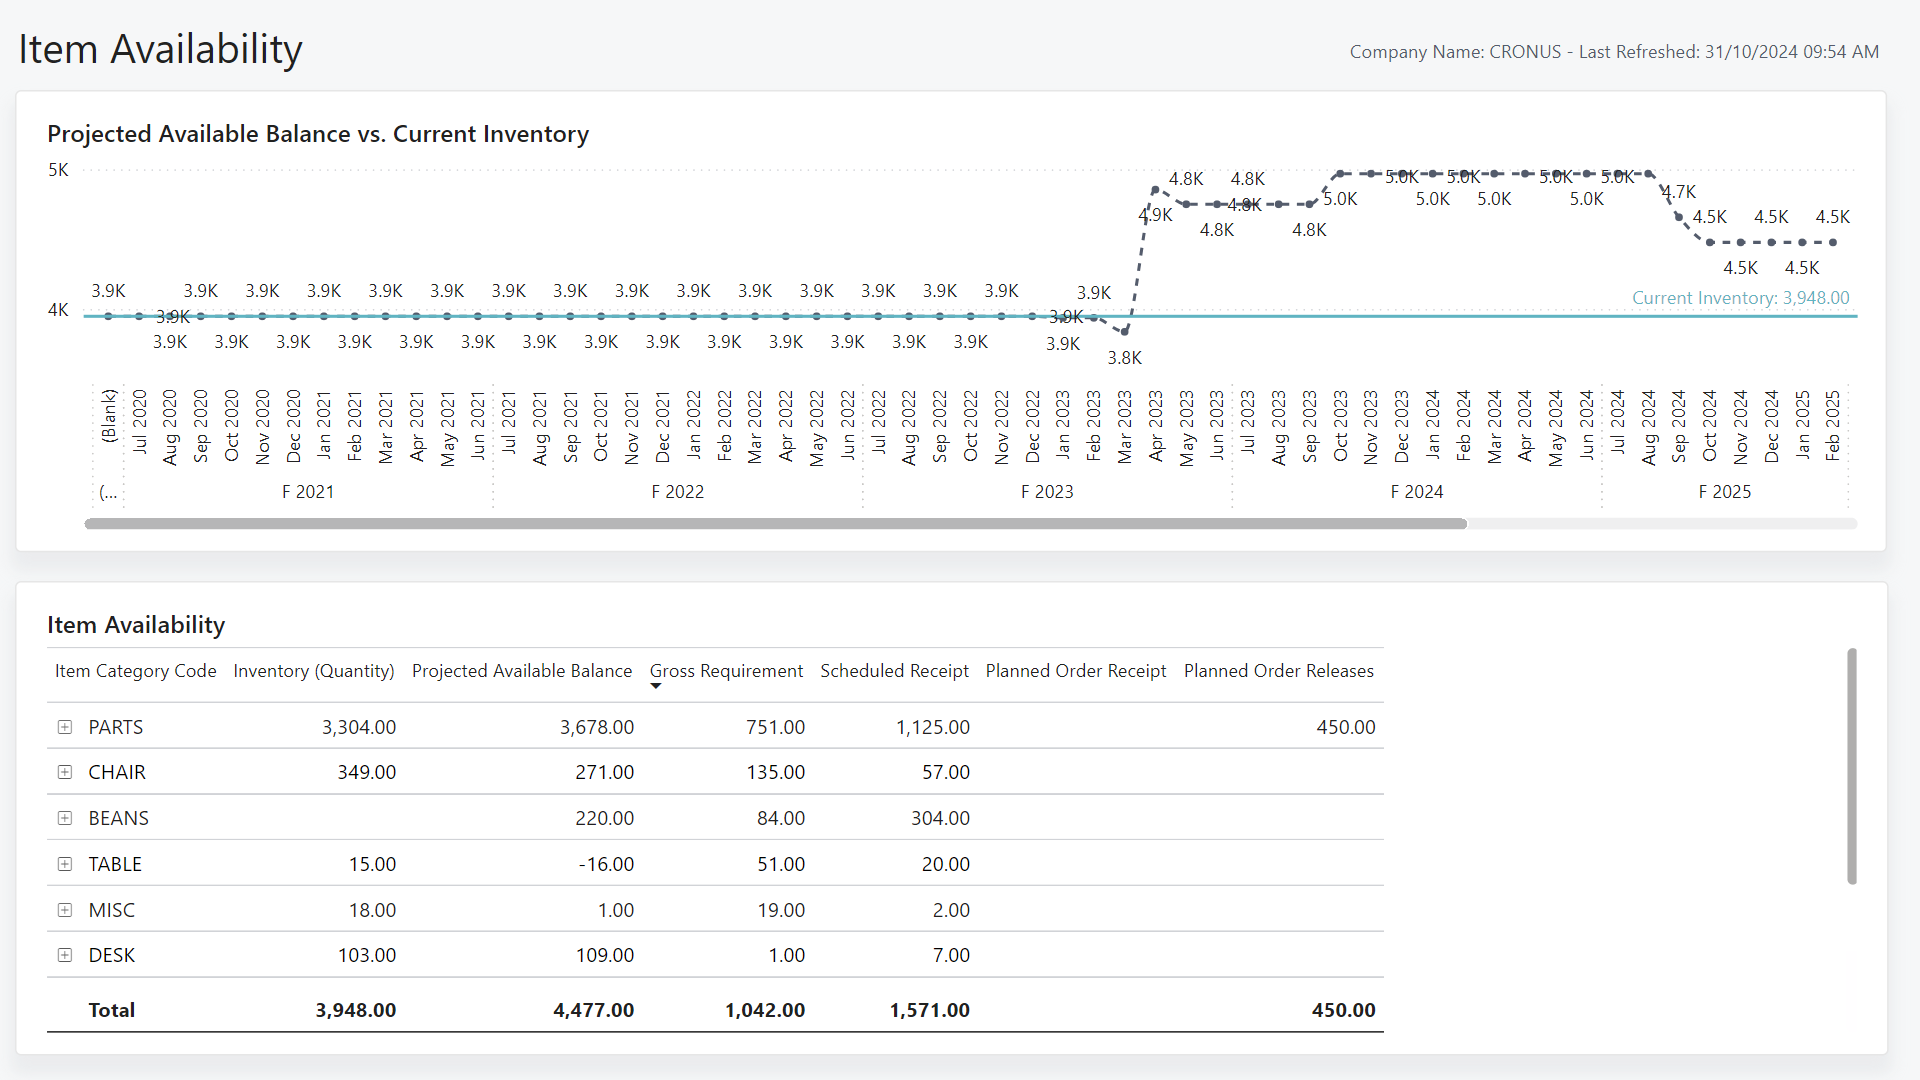 Item Availability
Company Name: CRONUS - Last Refreshed: 31/10/2024 09:54 AM
Projected Available Balance vs. Current Inventory
5K
4.8K 4.8K 5.0K 5.0K 5.0K 5.0K
4.9K 4.8K 5.0K 5.0K 5.0K 5.0K 4.7K
4.8K 4.8K 4.5K 4.5K 4.5K
4.5K 4.5K
3.9K 3.9K 3.9K 3.9K 3.9K 3.9K 3.9K 3.9K 3.9K 3.9K 3.9K 3.9K 3.9K 3.9K 3.9K 3.9K
Current Inventory: 3,948.00
4K 3.9K 3.9K
3.9K 3.9K 3.9K 3.9K 3.9K 3.9K 3.9K 3.9K 3.9K 3.9K 3.9K 3.9K 3.9K 3.9K 3.9K
3.8K
(Blank) Jul 2020 Aug 2020 Sep 2020 Oct 2020 Nov 2020 Dec 2020 Jan 2021 Feb 2021 Mar 2021 Apr 2021 May 2021 Jun 2021 Jul 2021 Aug 2021 Sep 2021 Oct 2021 Nov 2021 Dec 2021 Jan 2022 Feb 2022 Mar 2022 Apr 2022 May 2022 Jun 2022 Jul 2022 Aug 2022 Sep 2022 Oct 2022 Nov 2022 Dec 2022 Jan 2023 Feb 2023 Mar 2023 Apr 2023 May 2023 Jun 2023 Jul 2023 Aug 2023 Sep 2023 Oct 2023 Nov 2023 Dec 2023 Jan 2024 Feb 2024 Mar 2024 Apr 2024 May 2024 Jun 2024 Jul 2024 Aug 2024 Sep 2024 Oct 2024 Nov 2024 Dec 2024 Jan 2025 Feb 2025
(... F 2021 F 2022 F 2023 F 2024 F 2025
Item Availability
Item Category Code Inventory (Quantity) Projected Available Balance Gross Requirement Scheduled Receipt Planned Order Receipt Planned Order Releases
PARTS 3,304.00 3,678.00 751.00 1,125.00 450.00
CHAIR 349.00 271.00 135.00 57.00
BEANS 220.00 84.00 304.00
TABLE 15.00 -16.00 51.00 20.00
MISC 18.00 1.00 19.00 2.00
DESK 103.00 109.00 1.00 7.00
Total 3,948.00 4,477.00 1,042.00 1,571.00 450.00